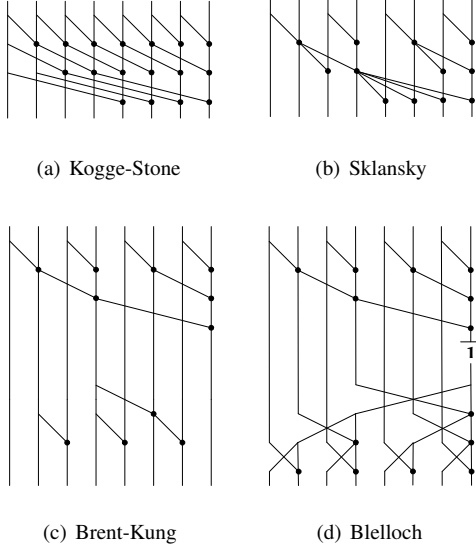 (a) Kogge-Stone
(b) Sklansky
1
(c) Brent-Kung
(d) Blelloch